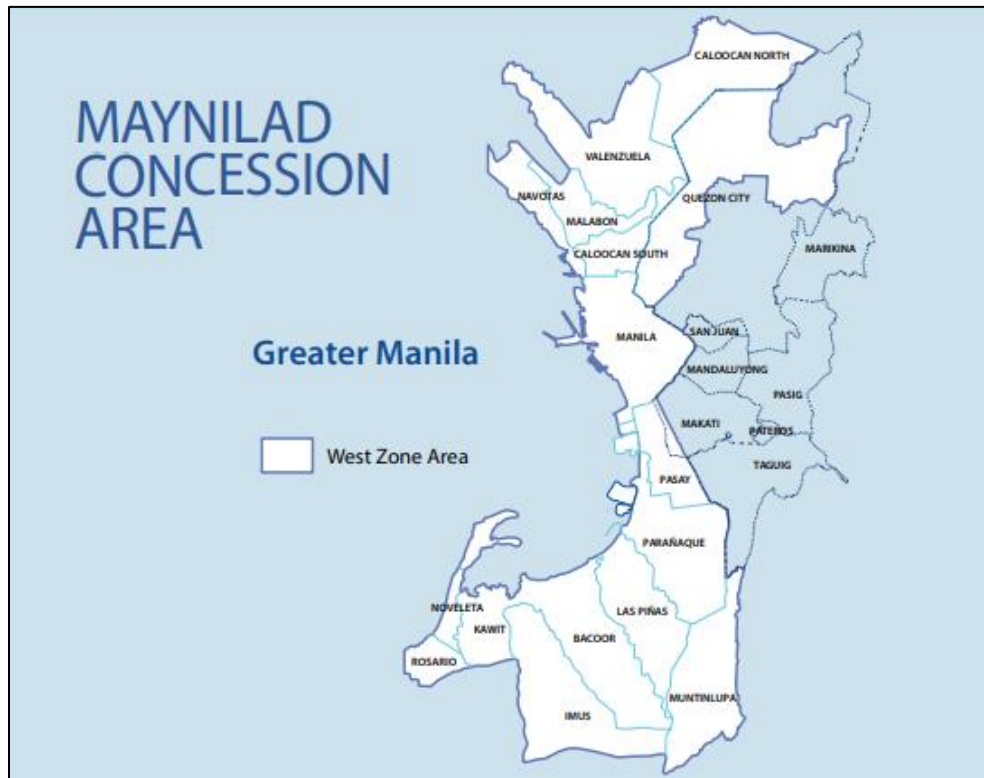 MAYNILAD
CONCESSION
AREA
Greater Manila
West Zone Area
CALOOCAN NORTH
VALENZUELA
NAVOTAS
MALABON
QUEZON CITY
CALOOCAN SOUTH
MARIKINA
MANILA
SAN JUAN
MANDALUYONG
PASIG
MAKATI
PATEROS
TAGUIG
PASAY
PARAÑAQUE
NOVELETA
KAWIT
LAS PIÑAS
BACOOR
ROSARIO
MUNTINLUPA
IMUS